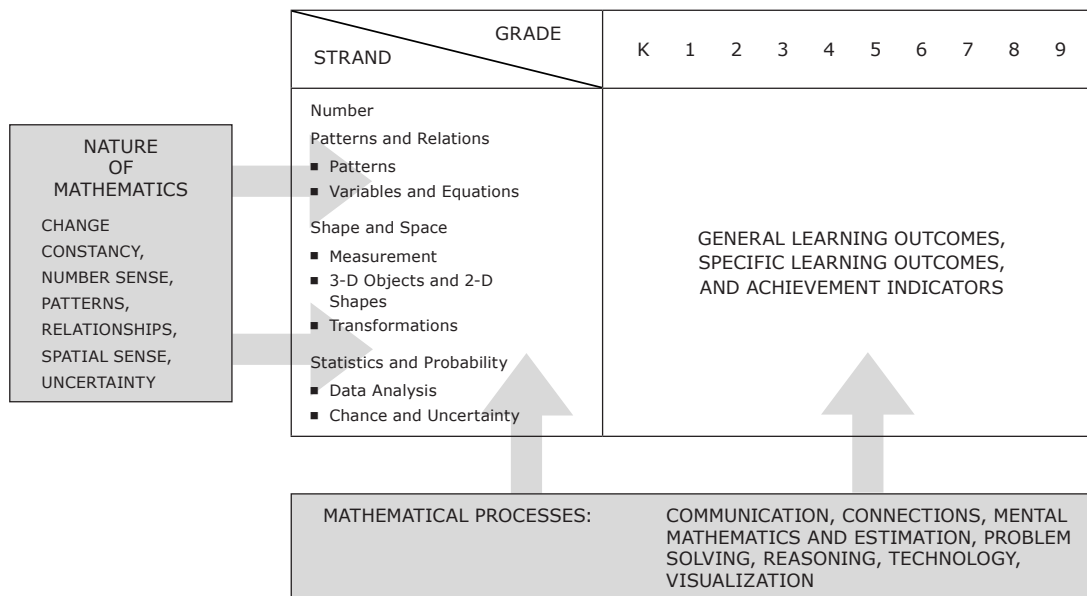 GRADE
STRAND
K 1 2 3 4 5 6 7 8 9
NATURE
OF
MATHEMATICS
CHANGE
CONSTANCY,
NUMBER SENSE,
PATTERNS,
RELATIONSHIPS,
SPATIAL SENSE,
UNCERTAINTY
Number
Patterns and Relations
■ Patterns
■ Variables and Equations
Shape and Space
■ Measurement
■ 3-D Objects and 2-D
Shapes
■ Transformations
Statistics and Probability
■ Data Analysis
■ Chance and Uncertainty
GENERAL LEARNING OUTCOMES,
SPECIFIC LEARNING OUTCOMES,
AND ACHIEVEMENT INDICATORS
MATHEMATICAL PROCESSES:
COMMUNICATION, CONNECTIONS, MENTAL
MATHEMATICS AND ESTIMATION, PROBLEM
SOLVING, REASONING, TECHNOLOGY,
VISUALIZATION